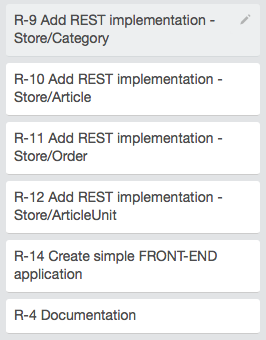 R-9 Add REST implementation -
Store/Category
R-10 Add REST implementation -
Store/Article
R-11 Add REST implementation -
Store/Order
R-12 Add REST implementation -
Store/ArticleUnit
R-14 Create simple FRONT-END
application
R-4 Documentation